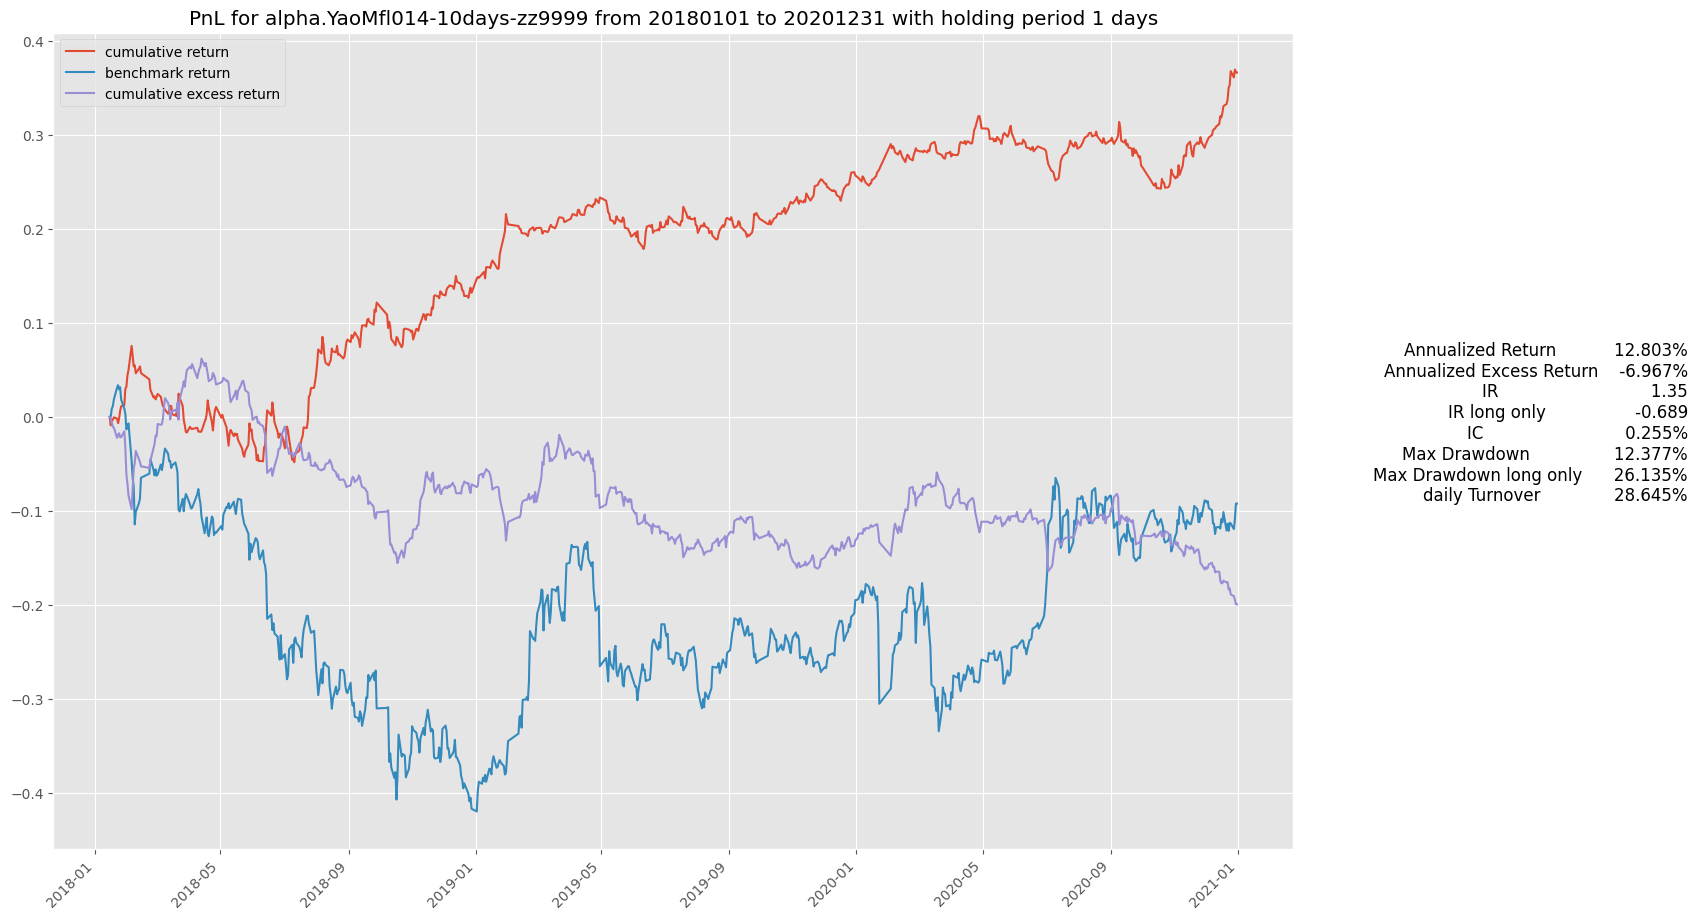 PnL for alpha.YaoMfl014-10days-zz9999 from 20180101 to 20201231 with holding period 1 days
cumulative return
benchmark return
cumulative excess return
0.4
0.3
0.2
0.1
0.0
−0.1
−0.2
−0.3
−0.4
2018-01
2018-05
2018-09
2019-01
2019-05
2019-09
2020-01
2020-05
2020-09
2021-01
Annualized Return 12.803%
Annualized Excess Return -6.967%
IR 1.35
IR long only -0.689
IC 0.255%
Max Drawdown 12.377%
Max Drawdown long only 26.135%
daily Turnover 28.645%